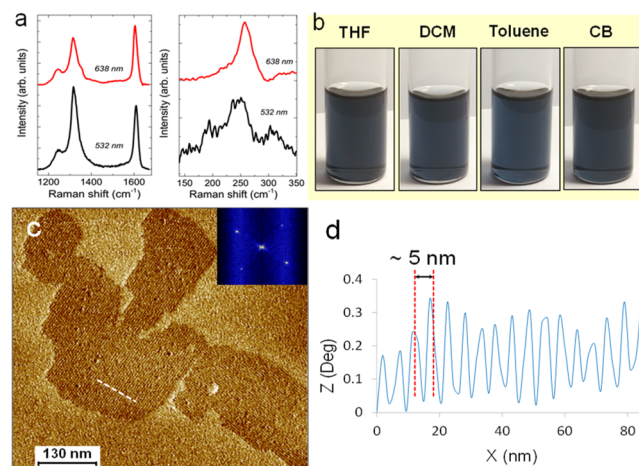 a
638 nm
532 nm
Intensity (arb. units)
1200 1400 1600
Raman shift (cm-1)
638 nm
532 nm
Intensity (arb. units)
150 200 250 300 350
Raman shift (cm-1)
b
THF DCM Toluene CB
c
130 nm
d
~ 5 nm
0.4
0.3
0.2
0.1
0
Z (Deg)
0 20 40 60 80
X (nm)